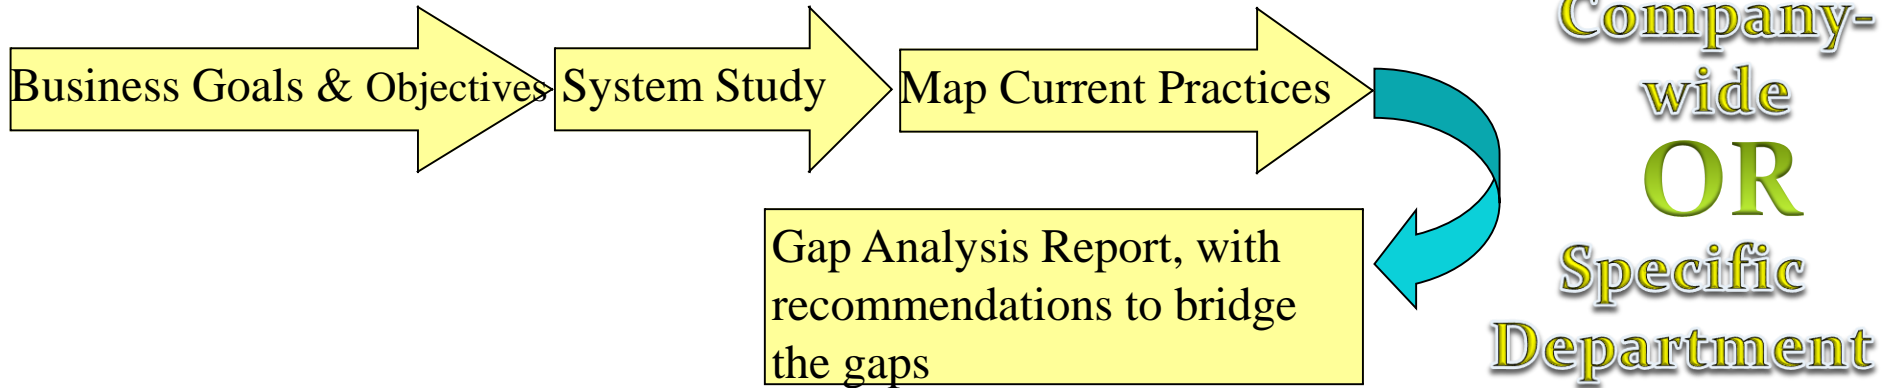 Business Goals & Objectives
System Study
Map Current Practices
Gap Analysis Report, with
recommendations to bridge
the gaps
Company-
wide
OR
Specific
Department